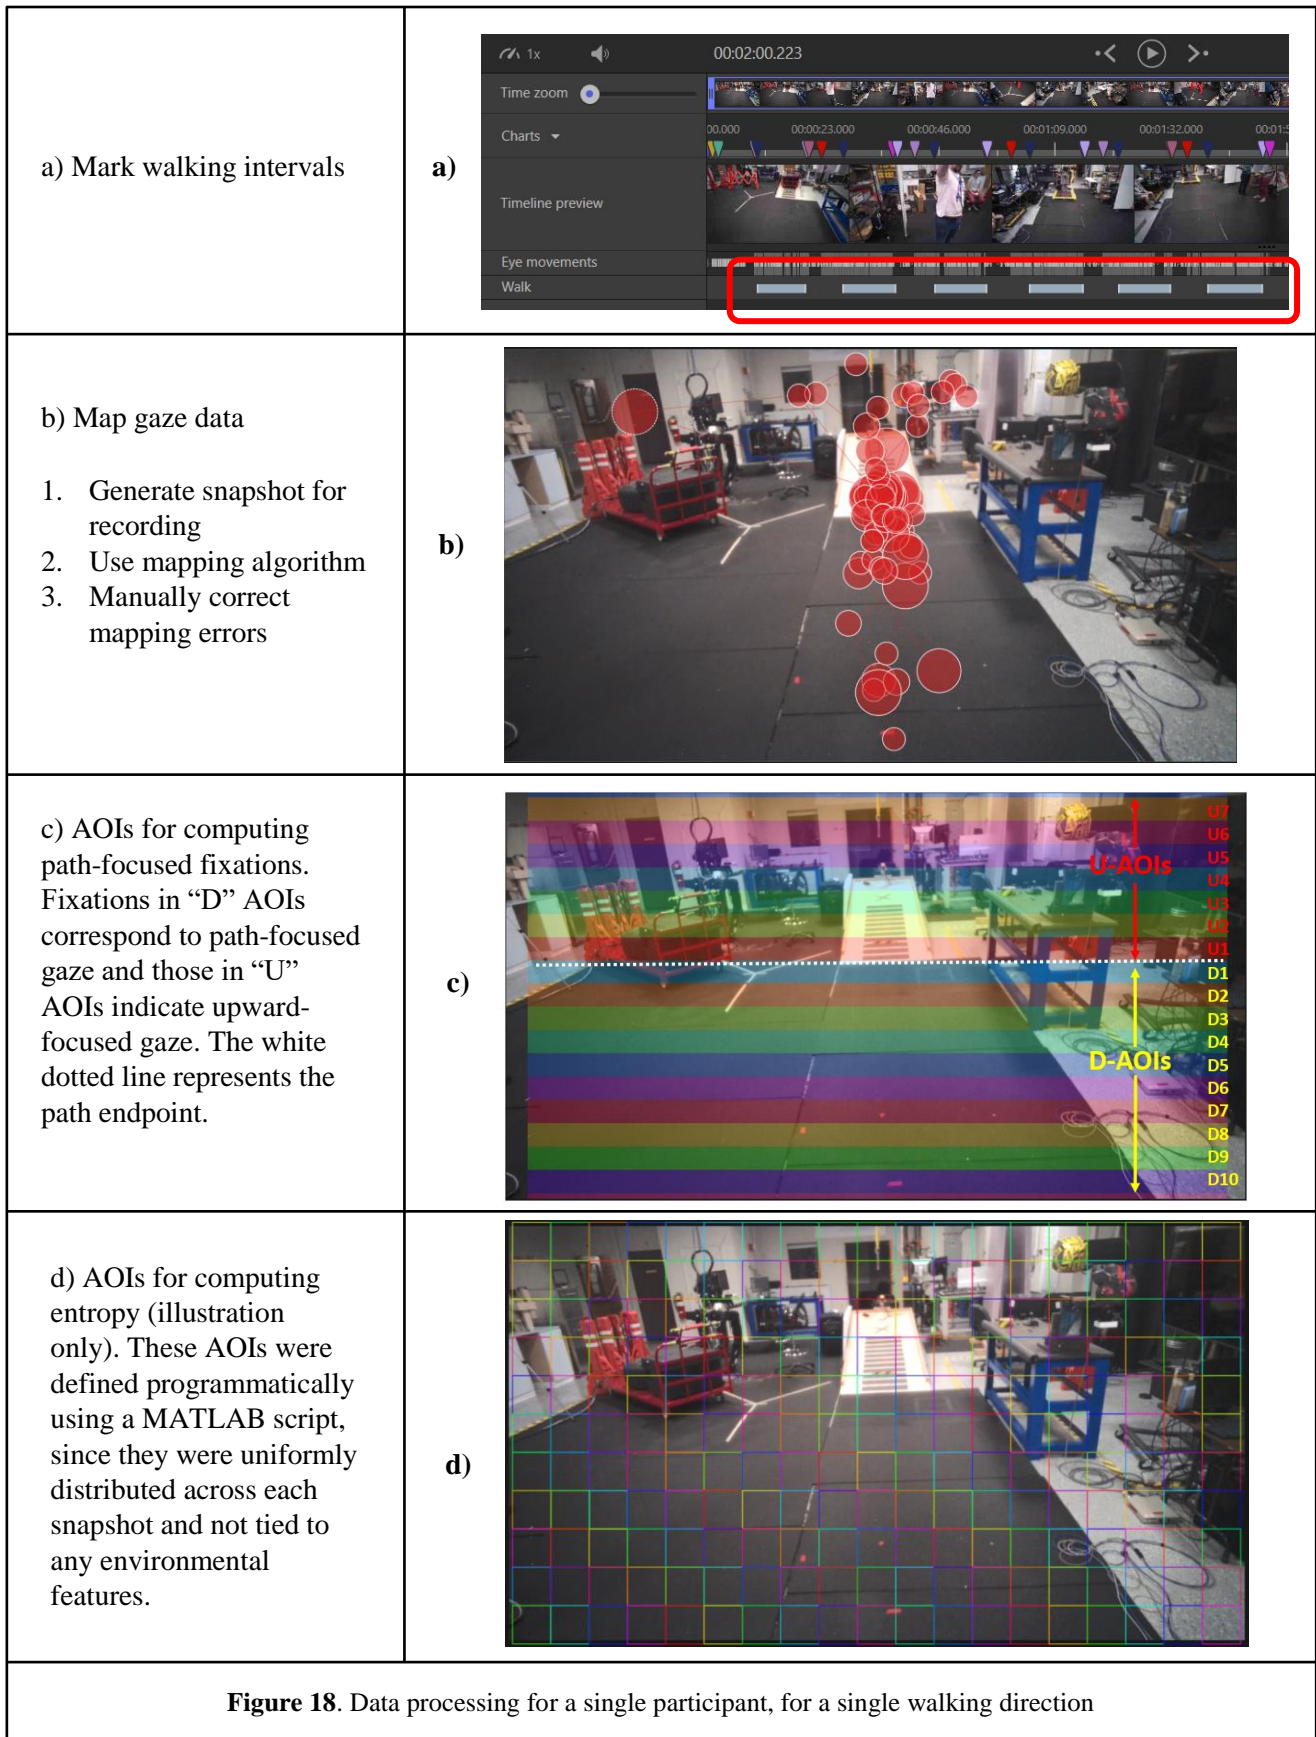 a) Mark walking intervals
a)
1x
00:02:00.223
Time zoom
Charts
00.000
00:00:23.000
00:00:46.000
00:01:09.000
00:01:32.000
Timeline preview
Eye movements
Walk
b) Map gaze data
1. Generate snapshot for
recording
2. Use mapping algorithm
3. Manually correct
mapping errors
b)
c) AOIs for computing
path-focused fixations.
Fixations in “D” AOIs
correspond to path-focused
gaze and those in “U”
AOIs indicate upward-
focused gaze. The white
dotted line represents the
path endpoint.
c)
U7
U6
U5
U4
U3
U2
U1
U-AOIs
D1
D2
D3
D4
D5
D6
D7
D8
D9
D10
D-AOIs
d) AOIs for computing
entropy (illustration
only). These AOIs were
defined programmatically
using a MATLAB script,
since they were uniformly
distributed across each
snapshot and not tied to
any environmental
features.
d)
Figure 18. Data processing for a single participant, for a single walking direction